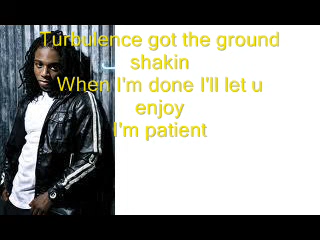 Turbulence got the ground
shakin
When I'm done I'll let u
enjoy
I'm patient